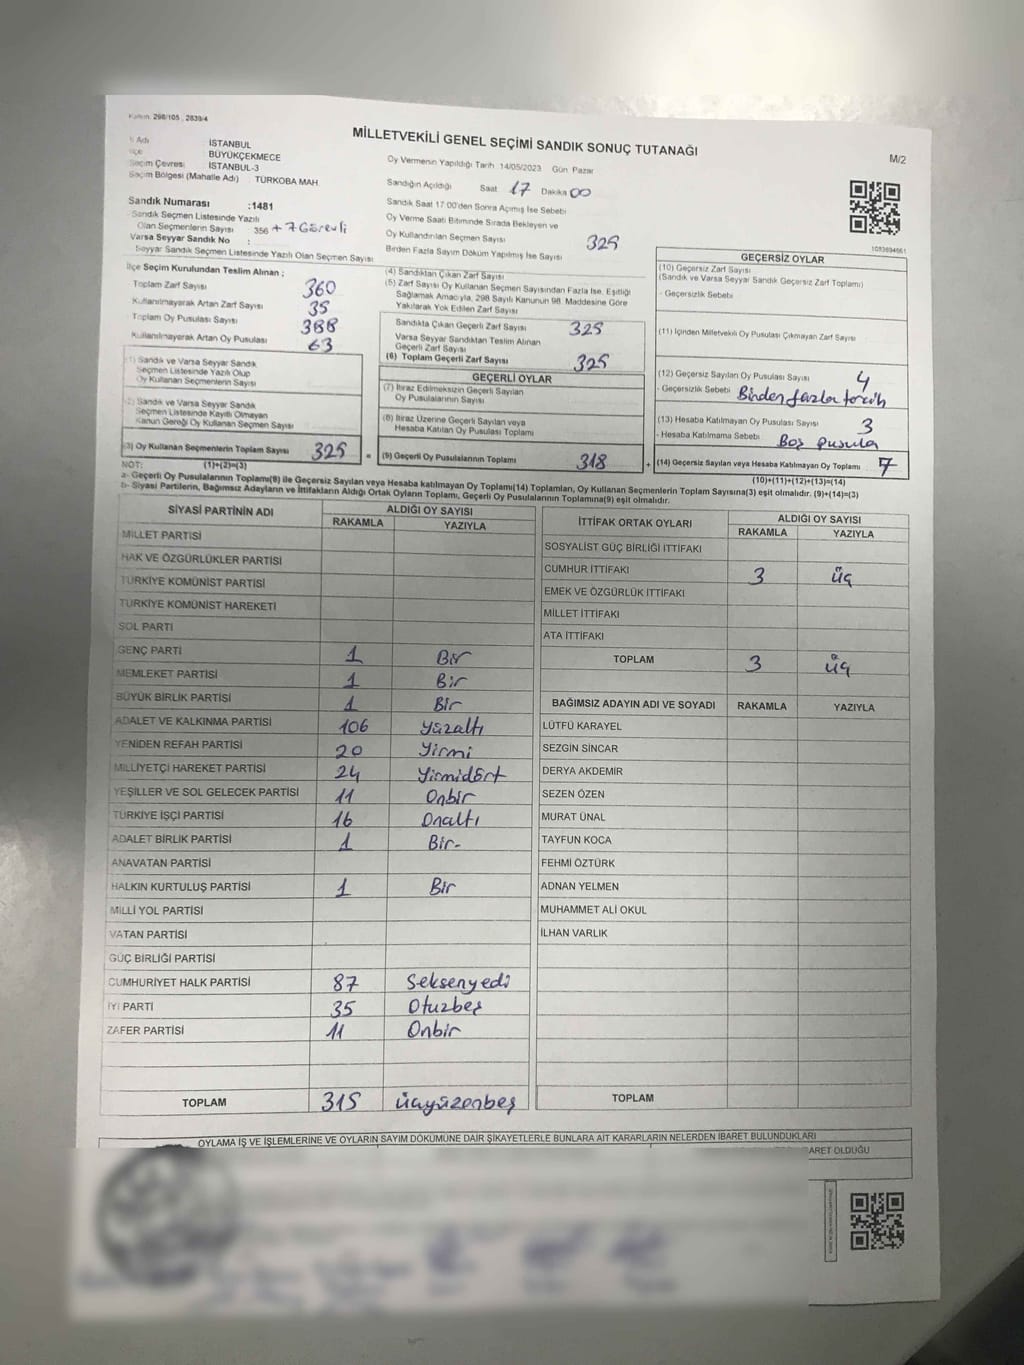 Kanun: 298/105 , 2839/4
MİLLETVEKİLİ GENEL SEÇİMİ SANDIK SONUÇ TUTANAĞI
M/2
İl Adı İSTANBUL
İlçe BÜYÜKÇEKMECE
Seçim Çevresi İSTANBUL-3
Seçim Bölgesi (Mahalle Adı) TÜRKOBA MAH.
Sandık Numarası :1481
Sandık Seçmen Listesinde Yazılı
Olan Seçmenlerin Sayısı 356 + 7 Görevli
Varsa Seyyar Sandık No :
Seyyar Sandık Seçmen Listesinde Yazılı Olan Seçmen Sayısı
Oy Vermenin Yapıldığı Tarih 14/05/2023 Gün Pazar
Sandığın Açıldığı Saat 17 Dakika 00
Sandık Saat 17:00'den Sonra Açılmış İse Sebebi
Oy Verme Saati Bitiminde Sırada Bekleyen ve
Oy Kullandırılan Seçmen Sayısı 325
Birden Fazla Sayım Döküm Yapılmış İse Sayısı
İlçe Seçim Kurulundan Teslim Alınan ;
Toplam Zarf Sayısı 360
Kullanılmayarak Artan Zarf Sayısı 35
Toplam Oy Pusulası Sayısı 388
Kullanılmayarak Artan Oy Pusulası 63
(1) Sandık ve Varsa Seyyar Sandık
Seçmen Listesinde Yazılı Olup
Oy Kullanan Seçmenlerin Sayısı
(2) Sandık ve Varsa Seyyar Sandık
Seçmen Listesinde Kayıtlı Olmayan
Kanun Gereği Oy Kullanan Seçmen Sayısı
(3) Oy Kullanan Seçmenlerin Toplam Sayısı 325 =
(4) Sandıktan Çıkan Zarf Sayısı
(5) Zarf Sayısı Oy Kullanan Seçmen Sayısından Fazla İse, Eşitliği
Sağlamak Amacıyla, 298 Sayılı Kanunun 98. Maddesine Göre
Yakılarak Yok Edilen Zarf Sayısı
Sandıkta Çıkan Geçerli Zarf Sayısı 325
Varsa Seyyar Sandıktan Teslim Alınan
Geçerli Zarf Sayısı
(6) Toplam Geçerli Zarf Sayısı 325
GEÇERLİ OYLAR
(7) İtiraz Edilmeksizin Geçerli Sayılan
Oy Pusulalarının Sayısı
(8) İtiraz Üzerine Geçerli Sayılan veya
Hesaba Katılan Oy Pusulası Toplamı
(9) Geçerli Oy Pusulalarının Toplamı 318 +
1093694661
GEÇERSİZ OYLAR
(10) Geçersiz Zarf Sayısı
(Sandık ve Varsa Seyyar Sandık Geçersiz Zarf Toplamı)
- Geçersizlik Sebebi
(11) İçinden Milletvekili Oy Pusulası Çıkmayan Zarf Sayısı
(12) Geçersiz Sayılan Oy Pusulası Sayısı 4
- Geçersizlik Sebebi Birden fazla tercih
(13) Hesaba Katılmayan Oy Pusulası Sayısı 3
- Hesaba Katılmama Sebebi Boş pusula
(14) Geçersiz Sayılan veya Hesaba Katılmayan Oy Toplamı 7
NOT: (1)+(2)=(3) (10)+(11)+(12)+(13)=(14)
a- Geçerli Oy Pusulalarının Toplamı(9) ile Geçersiz Sayılan veya Hesaba Katılmayan Oy Toplamı(14) Toplamları, Oy Kullanan Seçmenlerin Toplam Sayısına(3) eşit olmalıdır. (9)+(14)=(3)
b- Siyasi Partilerin, Bağımsız Adayların ve İttifakların Aldığı Ortak Oyların Toplamı, Geçerli Oy Pusulalarının Toplamına(9) eşit olmalıdır.
SİYASİ PARTİNİN ADI ALDIĞI OY SAYISI
RAKAMLA YAZIYLA
MİLLET PARTİSİ
HAK VE ÖZGÜRLÜKLER PARTİSİ
TÜRKİYE KOMÜNİST PARTİSİ
TÜRKİYE KOMÜNİST HAREKETİ
SOL PARTİ
GENÇ PARTİ 1 Bir
MEMLEKET PARTİSİ 1 Bir
BÜYÜK BİRLİK PARTİSİ 1 Bir
ADALET VE KALKINMA PARTİSİ 106 Yüzaltı
YENİDEN REFAH PARTİSİ 20 Yirmi
MİLLİYETÇİ HAREKET PARTİSİ 24 Yirmidört
YEŞİLLER VE SOL GELECEK PARTİSİ 11 Onbir
TÜRKİYE İŞÇİ PARTİSİ 16 Onaltı
ADALET BİRLİK PARTİSİ 1 Bir-
ANAVATAN PARTİSİ
HALKIN KURTULUŞ PARTİSİ 1 Bir
MİLLİ YOL PARTİSİ
VATAN PARTİSİ
GÜÇ BİRLİĞİ PARTİSİ
CUMHURİYET HALK PARTİSİ 87 Seksenyedi
İYİ PARTİ 35 Otuzbeş
ZAFER PARTİSİ 11 Onbir
TOPLAM 315 üçyüzonbeş
İTTİFAK ORTAK OYLARI ALDIĞI OY SAYISI
RAKAMLA YAZIYLA
SOSYALİST GÜÇ BİRLİĞİ İTTİFAKI
CUMHUR İTTİFAKI 3 üç
EMEK VE ÖZGÜRLÜK İTTİFAKI
MİLLET İTTİFAKI
ATA İTTİFAKI
TOPLAM 3 üç
BAĞIMSIZ ADAYIN ADI VE SOYADI RAKAMLA YAZIYLA
LÜTFÜ KARAYEL
SEZGİN SİNCAR
DERYA AKDEMİR
SEZEN ÖZEN
MURAT ÜNAL
TAYFUN KOCA
FEHMİ ÖZTÜRK
ADNAN YELMEN
MUHAMMET ALİ OKUL
İLHAN VARLIK
TOPLAM
OYLAMA İŞ VE İŞLEMLERİNE VE OYLARIN SAYIM DÖKÜMÜNE DAİR ŞİKAYETLERLE BUNLARA AİT KARARLARIN NELERDEN İBARET BULUNDUKLARI
ARET OLDUĞU